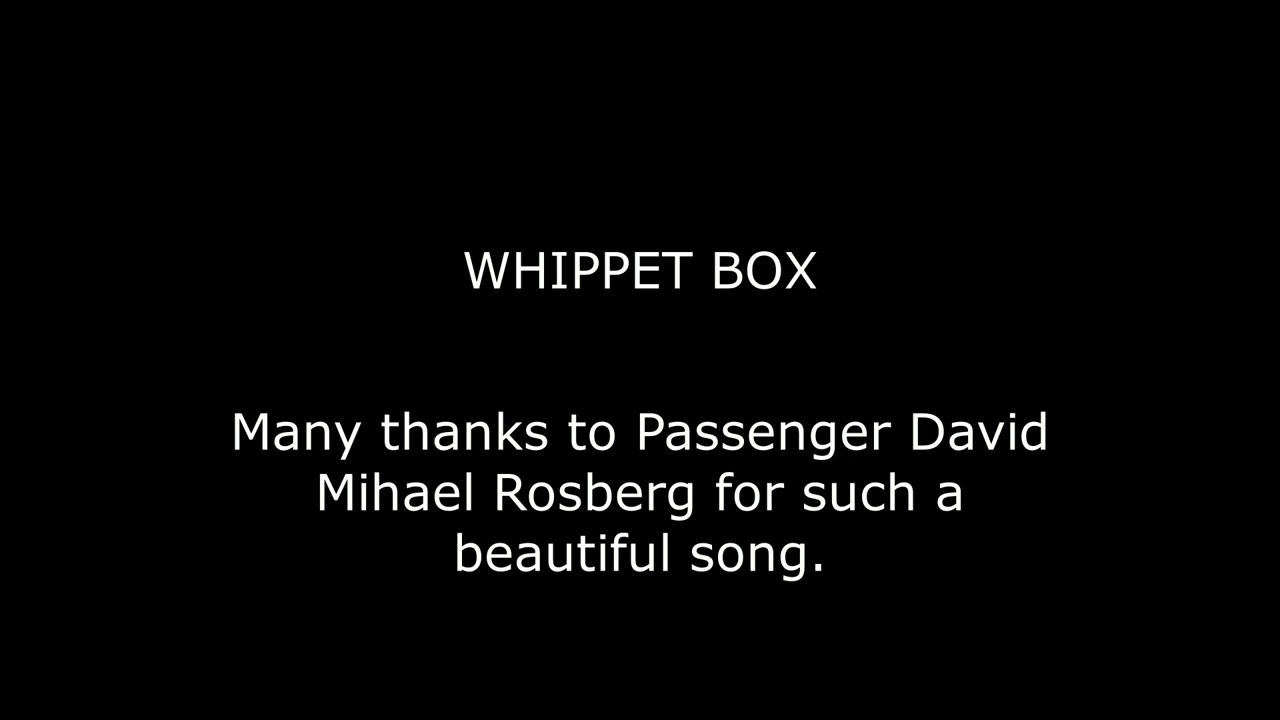 WHIPPET BOX
Many thanks to Passenger David
Mihael Rosberg for such a
beautiful song.